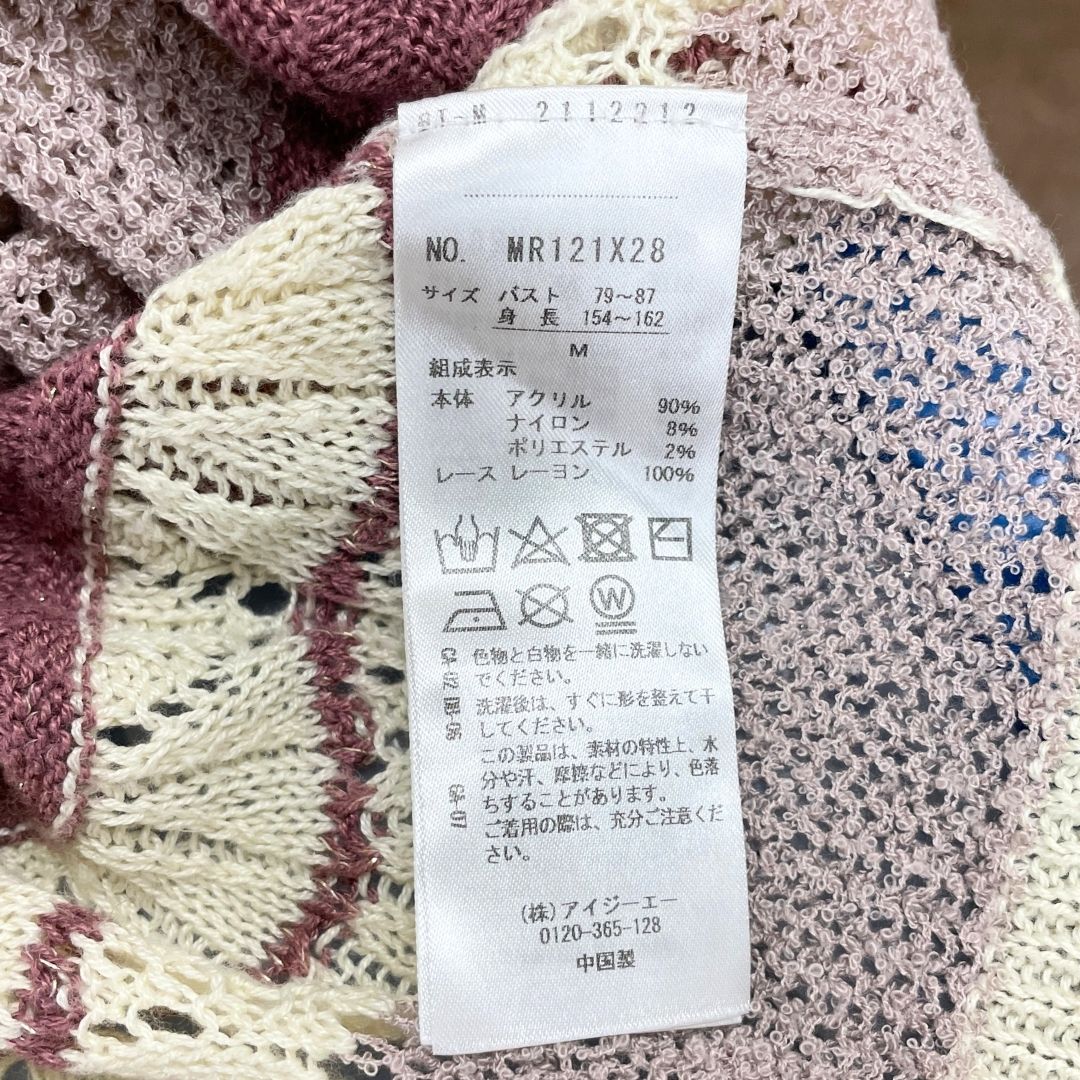 BT-M 2112212
NO. MR121X28
サイズ バスト 79～87
身長 154～162
M
組成表示
本体 アクリル 90%
ナイロン 8%
ポリエステル 2%
レース レーヨン 100%
W
色物と白物を一緒に洗濯しない
でください。
洗濯後は、すぐに形を整えて干
してください。
この製品は、素材の特性上、水
分や汗、摩擦などにより、色落
ちすることがあります。
ご着用の際は、充分ご注意くだ
さい。
(株)アイジーエー
0120-365-128
中国製